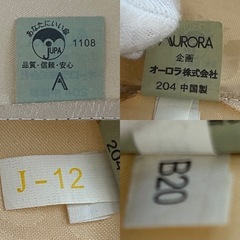 あなたにいい傘
JUPA
1108
品質・信頼・安心
A
AURORA
企画
オーロラ株式会社
204 中国製
J-12
204
B20